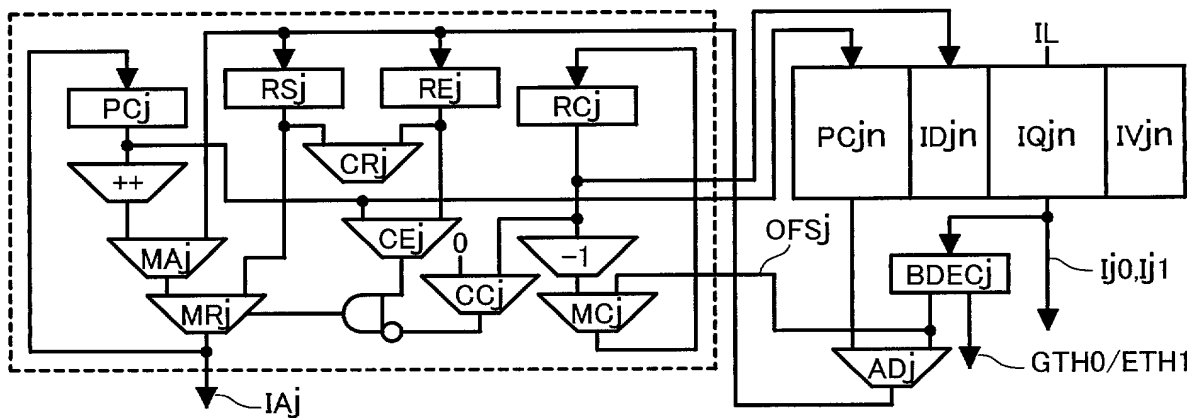 IL
RSj
REj
RCj
PCj
PCjn
IDjn
IQjn
IVjn
CRj
++
CEj
0
OFSj
-1
MAj
BDECj
Ij0,Ij1
CCj
MRj
MCj
ADj
GTH0/ETH1
IAj